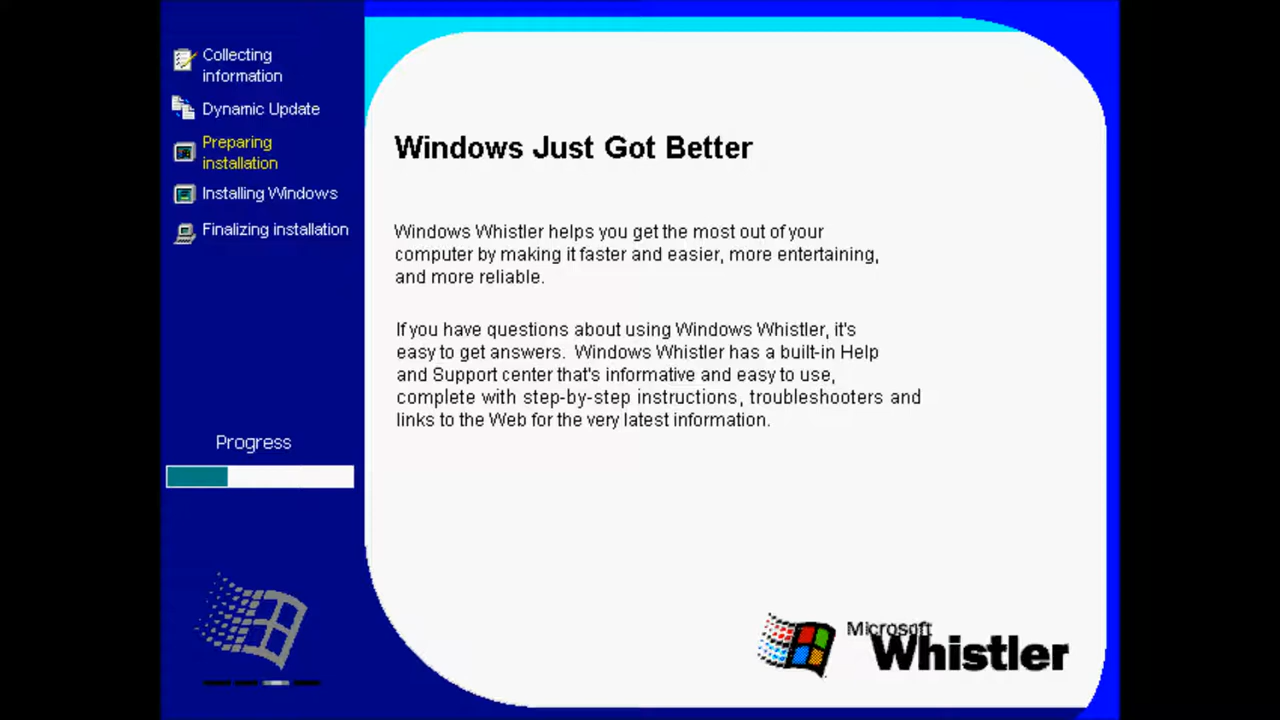 Collecting
information
Dynamic Update
Preparing
installation
Installing Windows
Finalizing installation
Progress
Windows Just Got Better
Windows Whistler helps you get the most out of your
computer by making it faster and easier, more entertaining,
and more reliable.
If you have questions about using Windows Whistler, it's
easy to get answers.  Windows Whistler has a built-in Help
and Support center that's informative and easy to use,
complete with step-by-step instructions, troubleshooters and
links to the Web for the very latest information.
Microsoft
Whistler